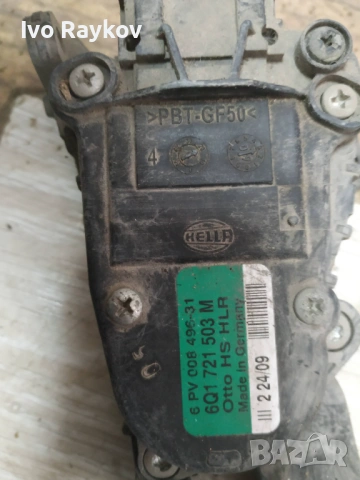 Ivo Raykov
>PBT-GF50<
4
HELLA
6 PV 008 496-31
6Q1 721 503 M
Otto HS HLR
Made in Germany
III 2 24/09
bazar